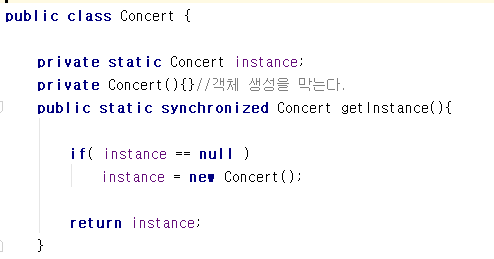 public class Concert {
private static Concert instance;
private Concert(){}//객체 생성을 막는다.
public static synchronized Concert getInstance(){
if( instance == null )
instance = new Concert();
return instance;
}